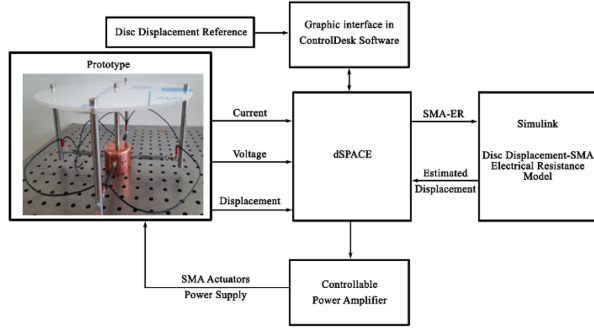 Disc Displacement Reference
Graphic interface in
ControlDesk Software
Prototype
Current
Voltage
Displacement
dSPACE
SMA-ER
Estimated
Displacement
Simulink
Disc Displacement-SMA
Electrical Resistance
Model
SMA Actuators
Power Supply
Controllable
Power Amplifier